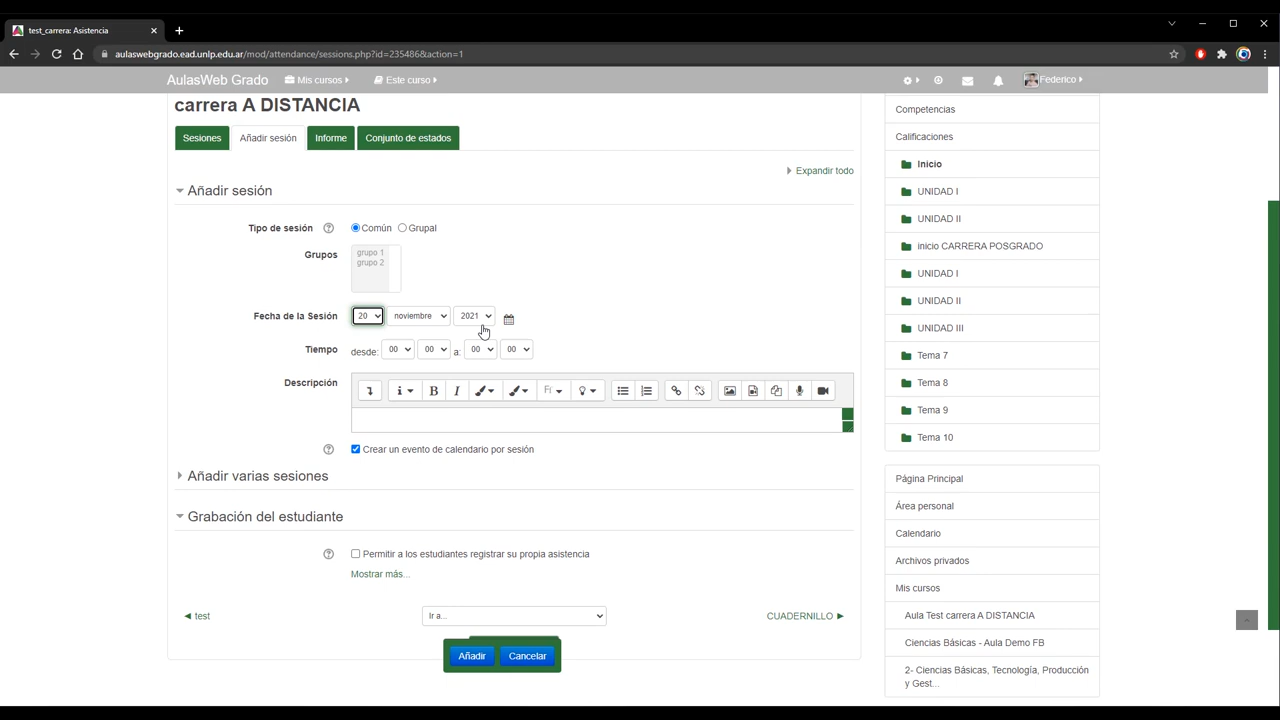 test_carrera: Asistencia
aulaswebgrado.ead.unlp.edu.ar/mod/attendance/sessions.php?id=235486&action=1
AulasWeb Grado
Mis cursos
Este curso
Federico
carrera A DISTANCIA
Sesiones
Añadir sesión
Informe
Conjunto de estados
Expandir todo
Añadir sesión
Tipo de sesión
Común
Grupal
Grupos
grupo 1
grupo 2
Fecha de la Sesión
20
noviembre
2021
Tiempo
desde:
00
00
a:
00
00
Descripción
Crear un evento de calendario por sesión
Añadir varias sesiones
Grabación del estudiante
Permitir a los estudiantes registrar su propia asistencia
Mostrar más...
◄ test
Ir a...
CUADERNILLO ►
Añadir
Cancelar
Competencias
Calificaciones
Inicio
UNIDAD I
UNIDAD II
inicio CARRERA POSGRADO
UNIDAD I
UNIDAD II
UNIDAD III
Tema 7
Tema 8
Tema 9
Tema 10
Página Principal
Área personal
Calendario
Archivos privados
Mis cursos
Aula Test carrera A DISTANCIA
Ciencias Básicas - Aula Demo FB
2- Ciencias Básicas, Tecnología, Producción
y Gest...